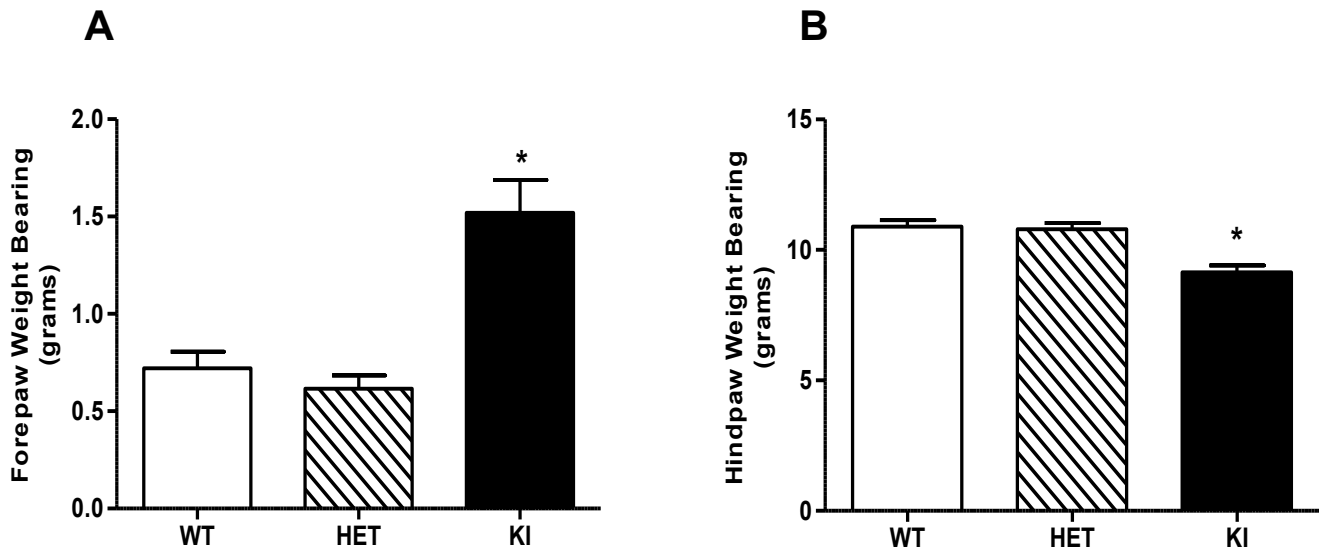 A
Forepaw Weight Bearing
(grams)
2.0
1.5
1.0
0.5
0.0
*
WT HET KI
B
Hindpaw Weight Bearing
(grams)
15
10
5
0
*
WT HET KI